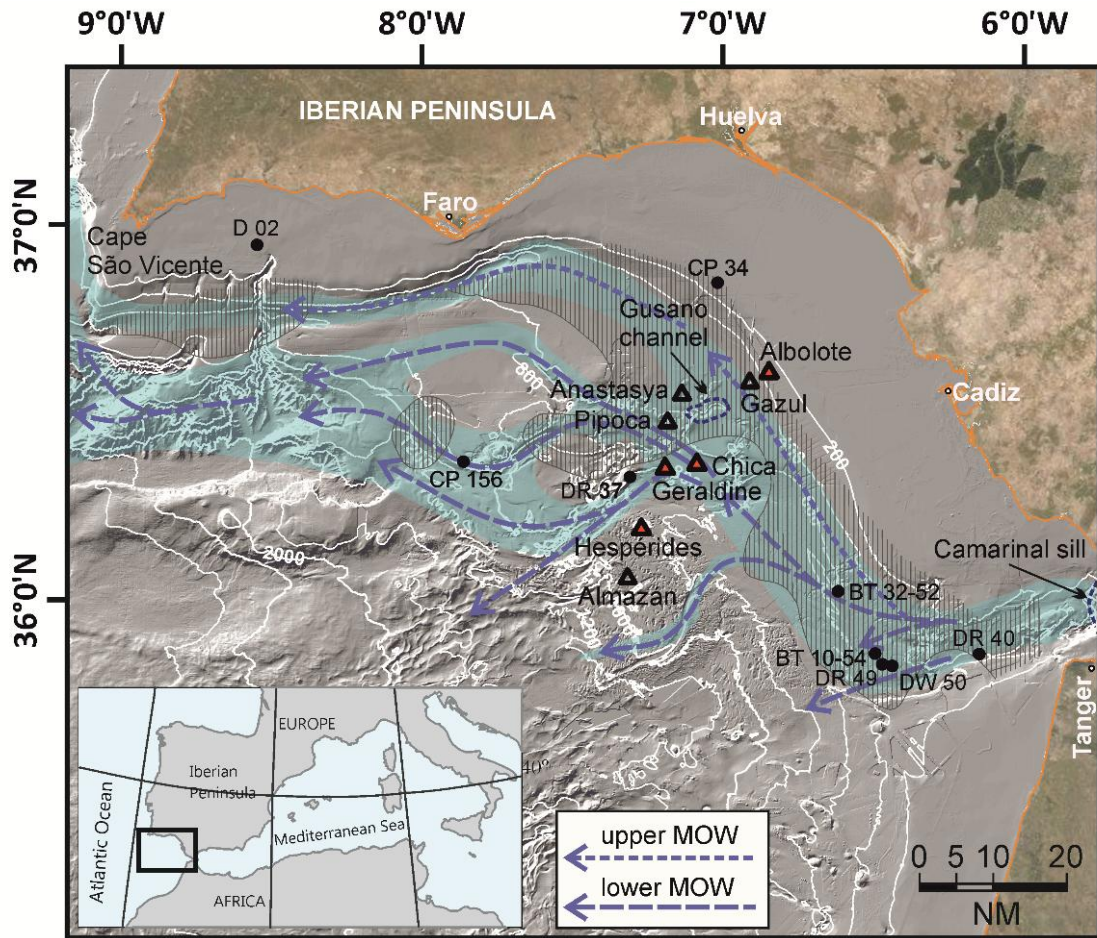 9°0'W
8°0'W
7°0'W
6°0'W
37°0'N
36°0'N
IBERIAN PENINSULA
Huelva
Faro
D 02
Cape
São Vicente
CP 34
Gusano
channel
Albolote
Anastasya
Gazul
Cadiz
Pipoca
800
200
Chica
CP 156
DR 37
Geraldine
Hespérides
2000
Camarinal sill
Almazán
1200
800
BT 32-52
DR 40
BT 10-54
DR 49
DW 50
Tanger
EUROPE
40°
Iberian
Peninsula
Atlantic Ocean
Mediterranean Sea
AFRICA
upper MOW
lower MOW
0 5 10 20
NM